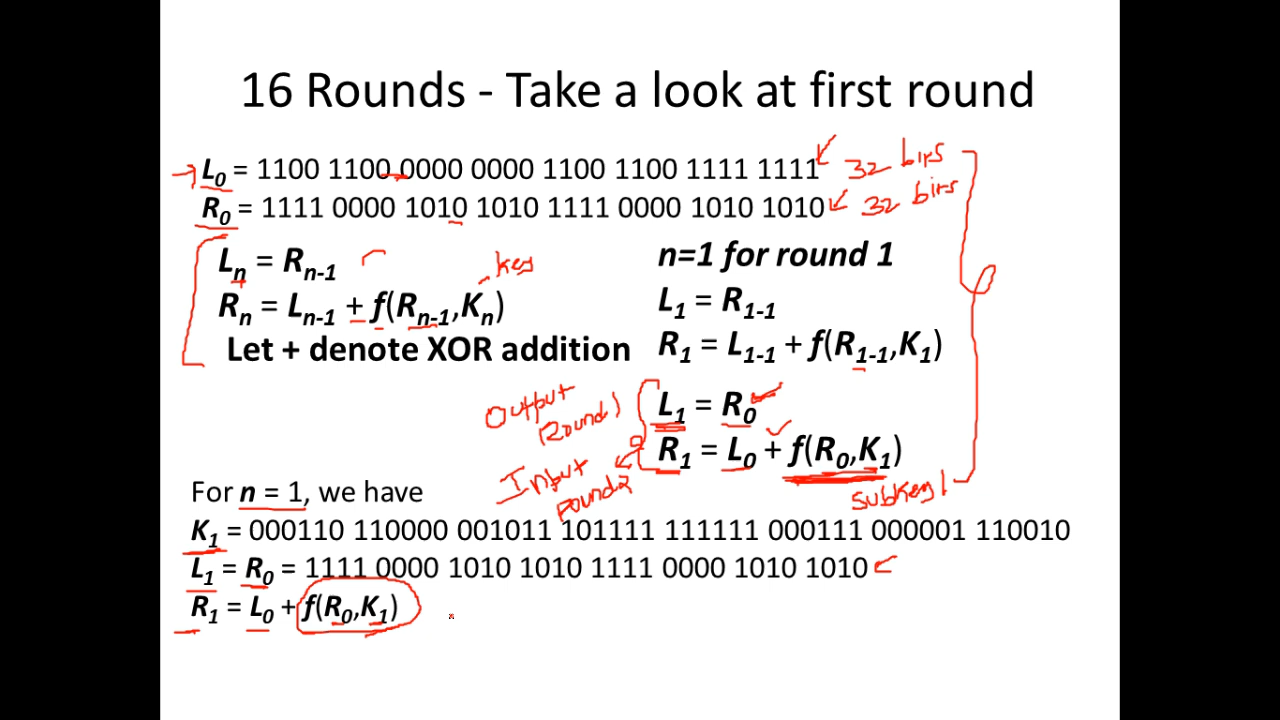 16 Rounds - Take a look at first round
L0 = 1100 1100 0000 0000 1100 1100 1111 1111 32 bits
R0 = 1111 0000 1010 1010 1111 0000 1010 1010 32 bits
Ln = Rn-1
key
Rn = Ln-1 + f(Rn-1,Kn)
Let + denote XOR addition
n=1 for round 1
L1 = R1-1
R1 = L1-1 + f(R1-1,K1)
Output
Round 1
L1 = R0
R1 = L0 + f(R0,K1)
Input
round 2
subkey 1
For n = 1, we have
K1 = 000110 110000 001011 101111 111111 000111 000001 110010
L1 = R0 = 1111 0000 1010 1010 1111 0000 1010 1010
R1 = L0 + f(R0,K1)